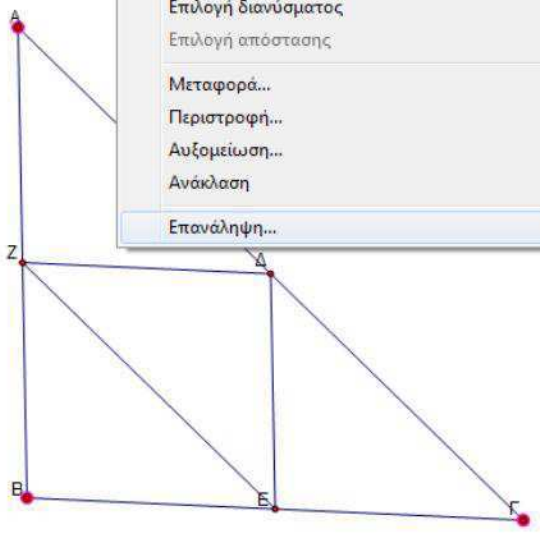 Επιλογή διανύσματος
Επιλογή απόστασης
Μεταφορά...
Περιστροφή...
Αυξομείωση...
Ανάκλαση
Επανάληψη...
Α
Ζ
Δ
Β
Ε
Γ